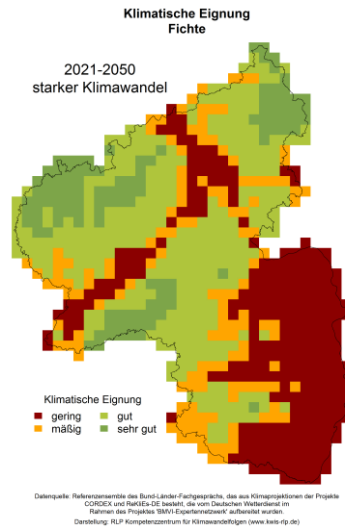 Klimatische Eignung
Fichte
2021-2050
starker Klimawandel
Klimatische Eignung
gering
gut
mäßig
sehr gut
Datenquelle: Referenzensemble des Bund-Länder-Fachgesprächs, das aus Klimaprojektionen der Projekte
CORDEX und ReKliEs-DE besteht, die vom Deutschen Wetterdienst im
Rahmen des Projektes 'BMVI-Expertennetzwerk' aufbereitet wurden.
Darstellung: RLP Kompetenzzentrum für Klimawandelfolgen (www.kwis-rlp.de)